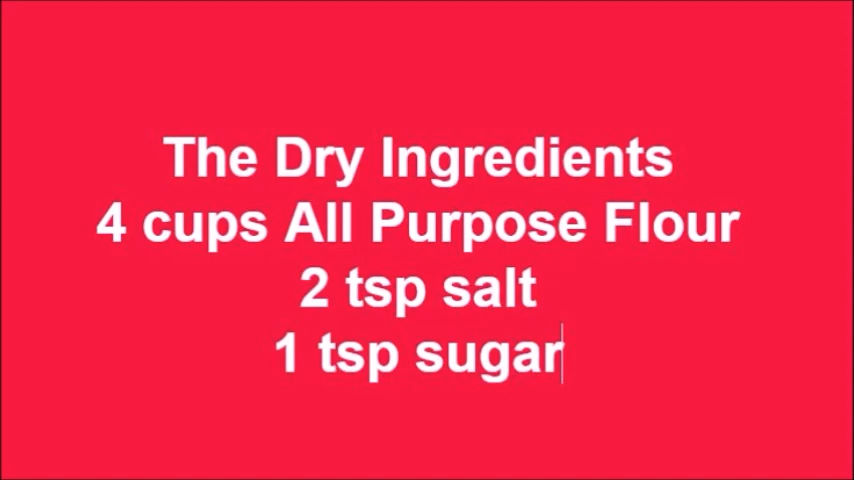 The Dry Ingredients
4 cups All Purpose Flour
2 tsp salt
1 tsp sugar